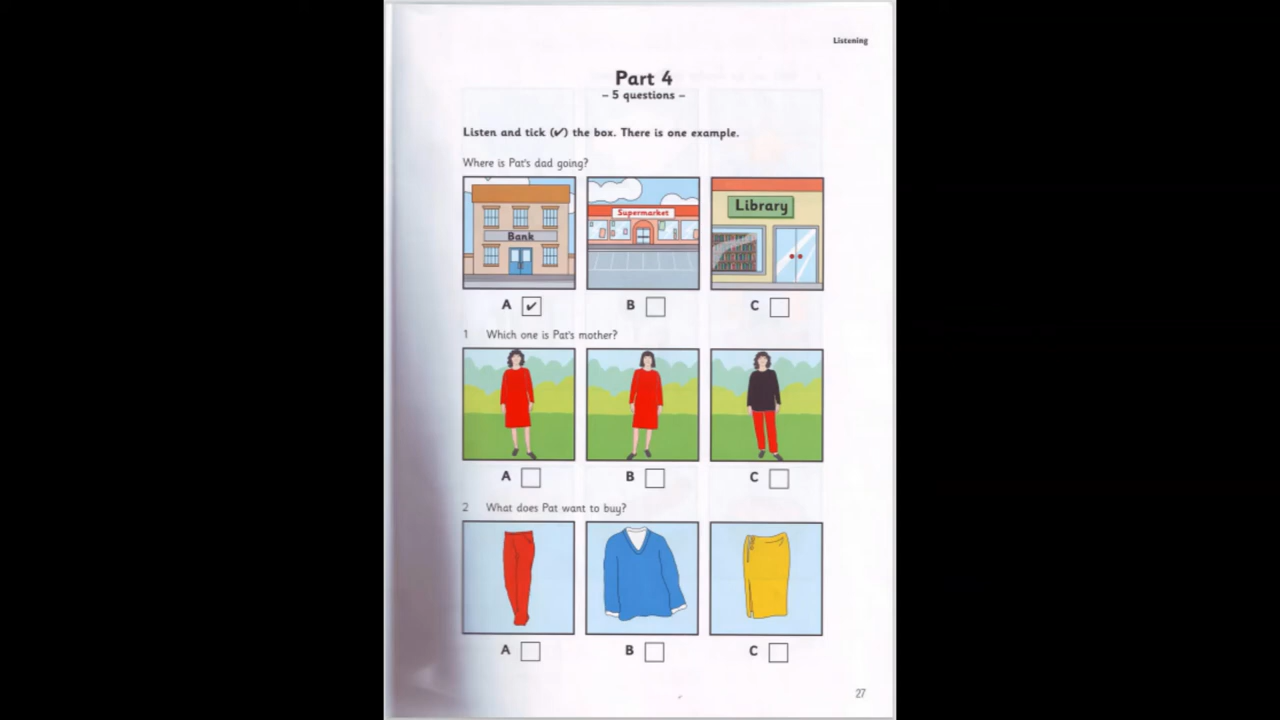 Listening
Part 4
– 5 questions –
Listen and tick (✔) the box. There is one example.
Where is Pat's dad going?
Bank
Supermarket
Library
A ✔ B C
1 Which one is Pat's mother?
A B C
2 What does Pat want to buy?
A B C
27